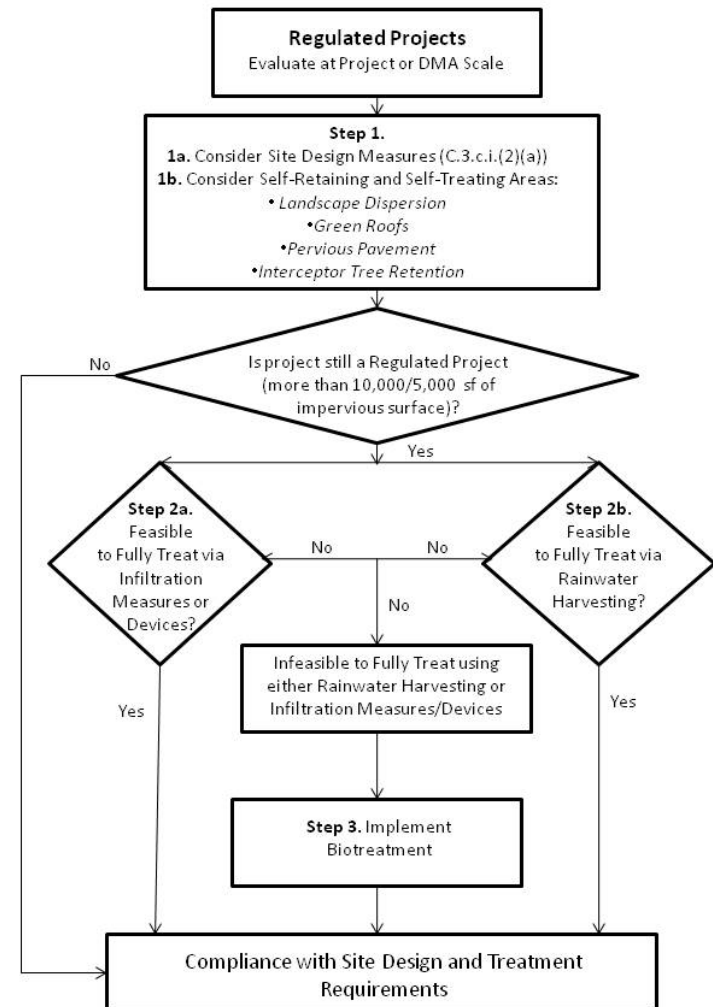 Regulated Projects
Evaluate at Project or DMA Scale
Step 1.
1a. Consider Site Design Measures (C.3.c.i.(2)(a))
1b. Consider Self-Retaining and Self-Treating Areas:
•Landscape Dispersion
•Green Roofs
•Pervious Pavement
•Interceptor Tree Retention
No
Is project still a Regulated Project
(more than 10,000/5,000 sf of
impervious surface)?
Yes
Step 2a.
Feasible
to Fully Treat via
Infiltration
Measures or
Devices?
No
No
Step 2b.
Feasible
to Fully Treat via
Rainwater
Harvesting?
No
Infeasible to Fully Treat using
either Rainwater Harvesting or
Infiltration Measures/Devices
Yes
Yes
Step 3. Implement
Biotreatment
Compliance with Site Design and Treatment
Requirements